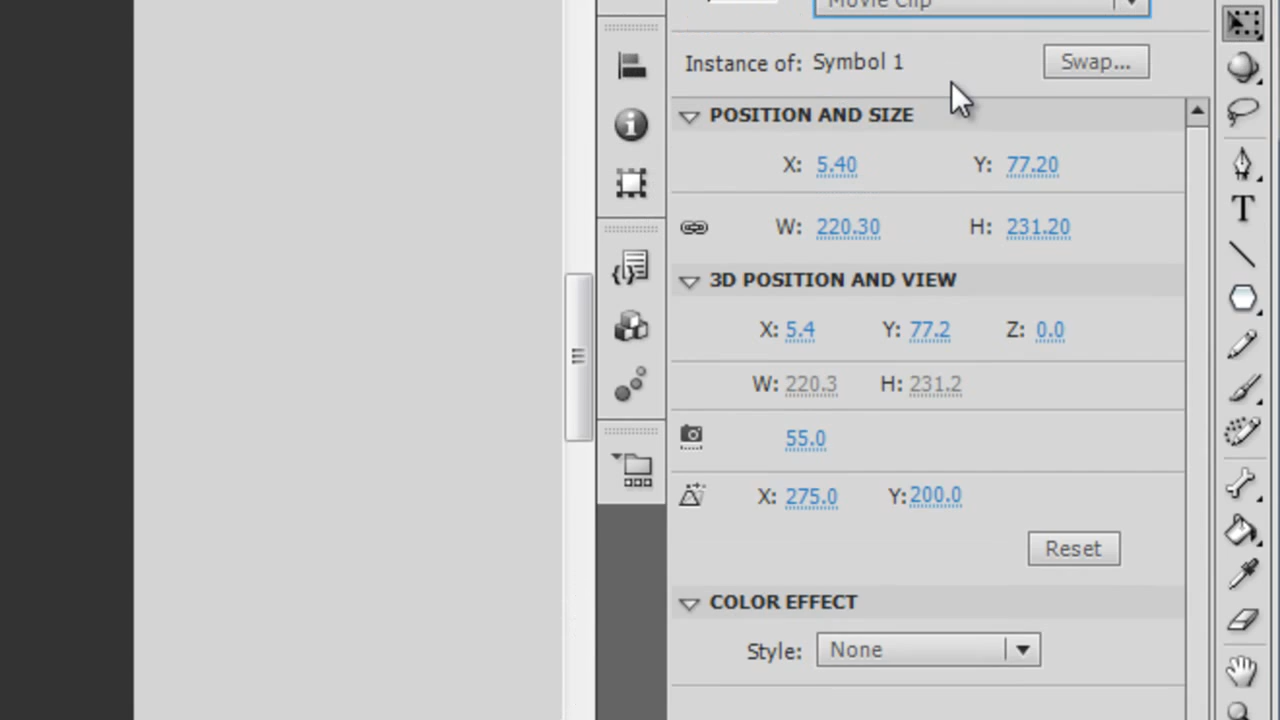 Movie Clip
Instance of: Symbol 1 Swap...
POSITION AND SIZE
X: 5.40 Y: 77.20
W: 220.30 H: 231.20
3D POSITION AND VIEW
X: 5.4 Y: 77.2 Z: 0.0
W: 220.3 H: 231.2
55.0
X: 275.0 Y: 200.0
Reset
COLOR EFFECT
Style: None